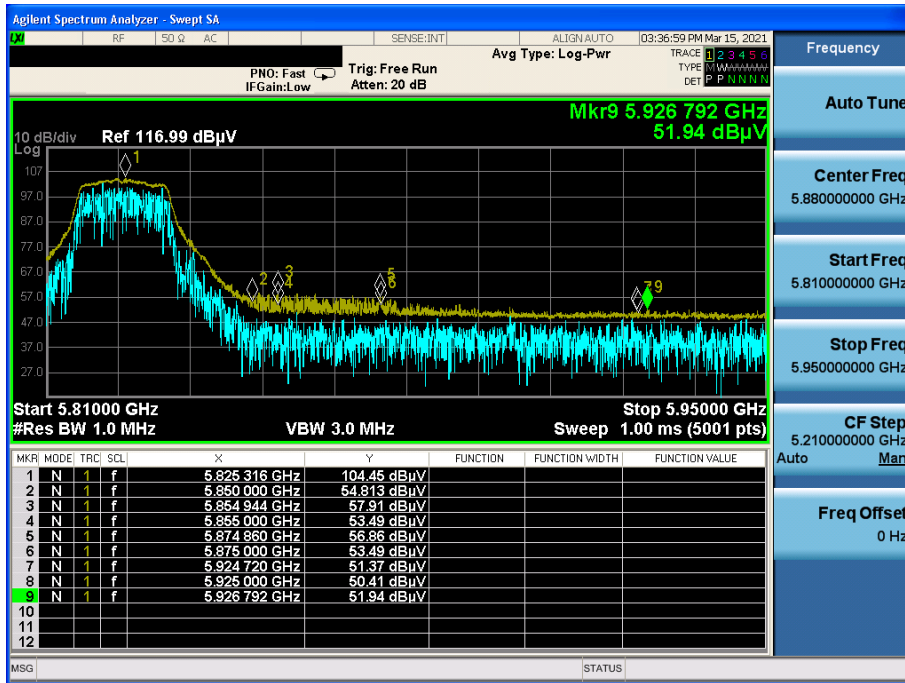 Agilent Spectrum Analyzer - Swept SA
LXI RF 50 Ω AC SENSE:INT ALIGN AUTO 03:36:59 PM Mar 15, 2021
Avg Type: Log-Pwr TRACE 1 2 3 4 5 6
PNO: Fast Trig: Free Run TYPE M W W W W W
IFGain:Low Atten: 20 dB DET P P N N N N
Mkr9 5.926 792 GHz
51.94 dBµV
10 dB/div Ref 116.99 dBµV
Log
107
97.0
87.0
77.0
67.0
57.0
47.0
37.0
27.0
1
2
3
4
5
6
7
9
Start 5.81000 GHz Stop 5.95000 GHz
#Res BW 1.0 MHz VBW 3.0 MHz Sweep 1.00 ms (5001 pts)
MKR MODE TRC SCL X Y FUNCTION FUNCTION WIDTH FUNCTION VALUE
1 N 1 f 5.825 316 GHz 104.45 dBµV
2 N 1 f 5.850 000 GHz 54.813 dBµV
3 N 1 f 5.854 944 GHz 57.91 dBµV
4 N 1 f 5.855 000 GHz 53.49 dBµV
5 N 1 f 5.874 860 GHz 56.86 dBµV
6 N 1 f 5.875 000 GHz 53.49 dBµV
7 N 1 f 5.924 720 GHz 51.37 dBµV
8 N 1 f 5.925 000 GHz 50.41 dBµV
9 N 1 f 5.926 792 GHz 51.94 dBµV
10
11
12
MSG STATUS
Frequency
Auto Tune
Center Freq
5.880000000 GHz
Start Freq
5.810000000 GHz
Stop Freq
5.950000000 GHz
CF Step
5.210000000 GHz
Auto Man
Freq Offset
0 Hz